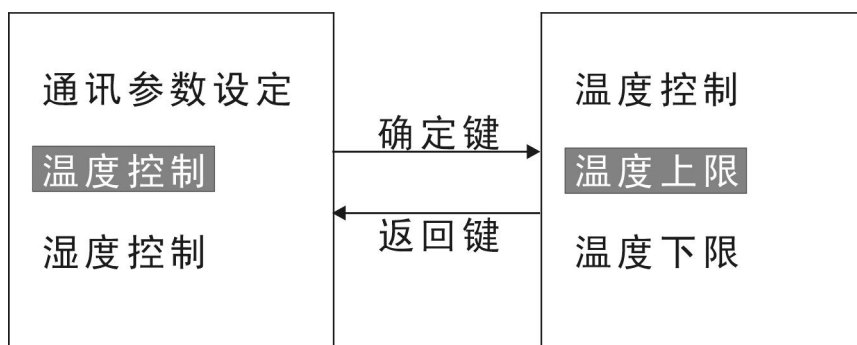 通讯参数设定
温度控制
湿度控制
确定键
返回键
温度控制
温度上限
温度下限